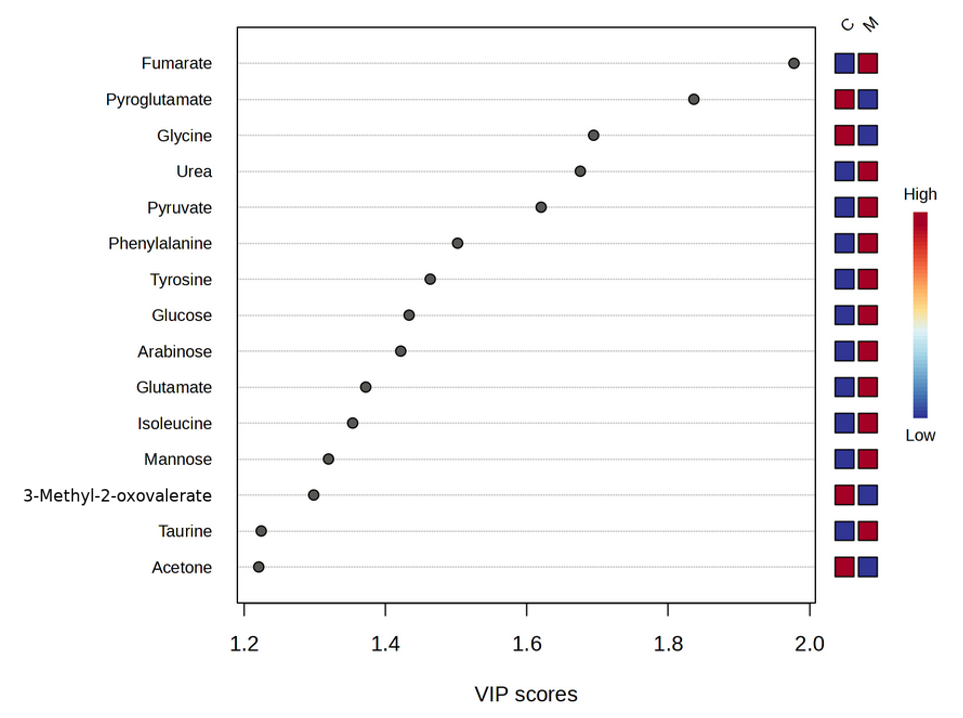 C M
Fumarate
Pyroglutamate
Glycine
Urea
Pyruvate
High
Phenylalanine
Tyrosine
Glucose
Arabinose
Glutamate
Isoleucine
Low
Mannose
3-Methyl-2-oxovalerate
Taurine
Acetone
1.2 1.4 1.6 1.8 2.0
VIP scores